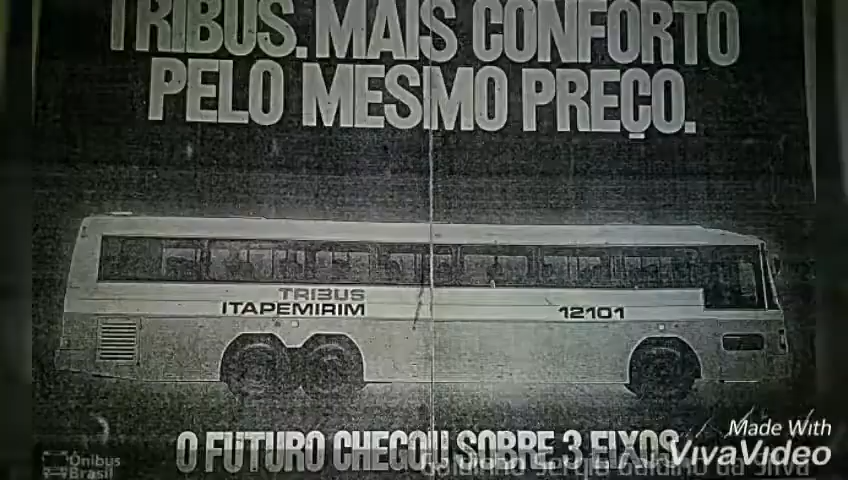 TRIBUS. MAIS CONFORTO
PELO MESMO PREÇO.
TRIBUS
ITAPEMIRIM
12101
O FUTURO CHEGOU SOBRE 3 EIXOS
Made With
VivaVideo
Ônibus
Brasil